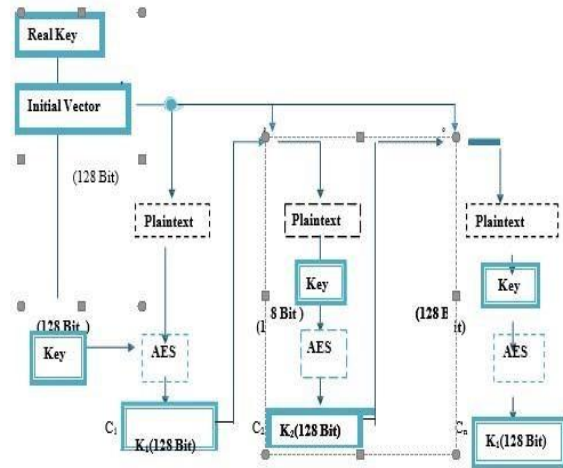 Real Key
Initial Vector
(128 Bit)
Plaintext
Plaintext
Plaintext
Key
Key
(128 Bit )
8 Bit )
(128 Bit)
Key
AES
AES
AES
C1
K1(128 Bit)
C2
K2(128 Bit)
Cn
(128 Bit)